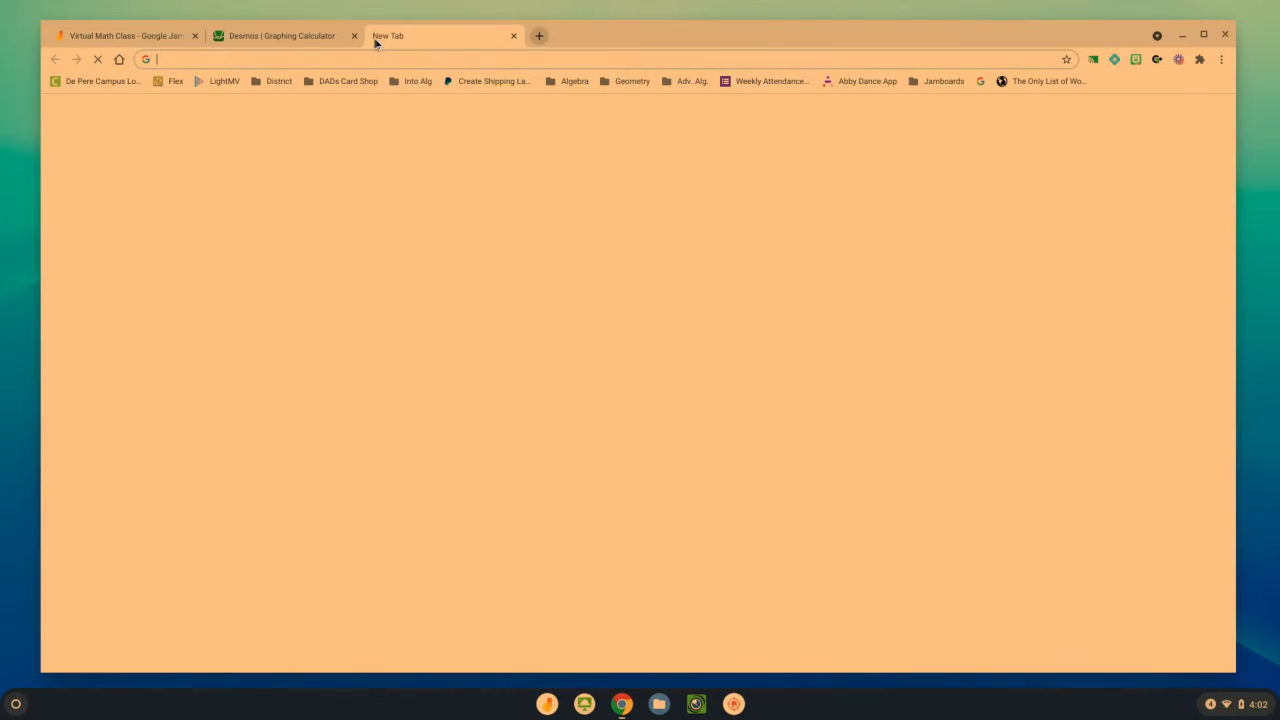 Virtual Math Class - Google Jam
Desmos | Graphing Calculator
New Tab
De Pere Campus Lo...
Flex
LightMV
District
DADs Card Shop
Into Alg
Create Shipping La...
Algebra
Geometry
Adv. Alg.
Weekly Attendance...
Abby Dance App
Jamboards
The Only List of Wo...
4
4:02